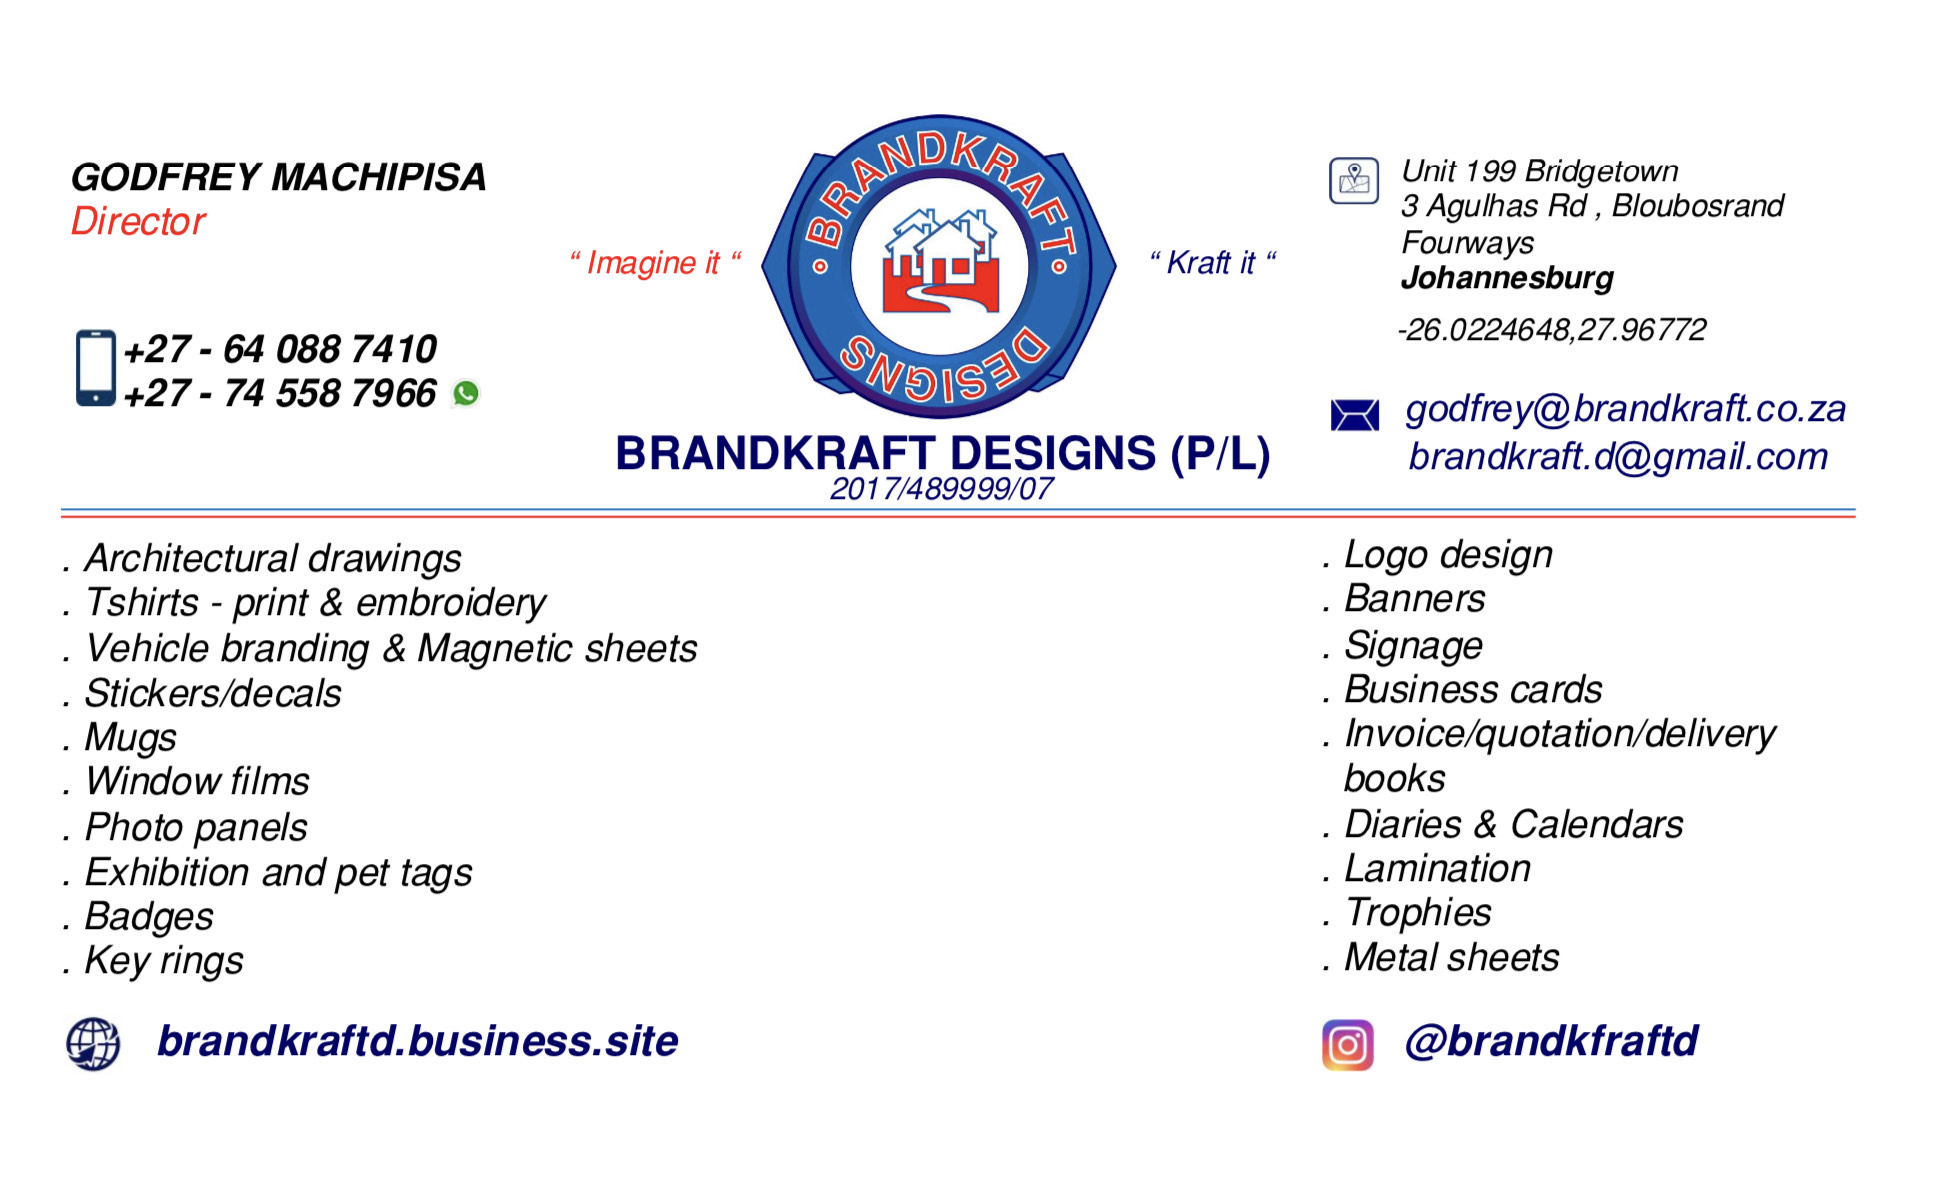 GODFREY MACHIPISA
Director
+27 - 64 088 7410
+27 - 74 558 7966
“ Imagine it “
BRANDKRAFT
DESIGNS
“ Kraft it “
BRANDKRAFT DESIGNS (P/L)
2017/489999/07
Unit 199 Bridgetown
3 Agulhas Rd , Bloubosrand
Fourways
Johannesburg
-26.0224648,27.96772
godfrey@brandkraft.co.za
brandkraft.d@gmail.com
. Architectural drawings
. Tshirts - print & embroidery
. Vehicle branding & Magnetic sheets
. Stickers/decals
. Mugs
. Window films
. Photo panels
. Exhibition and pet tags
. Badges
. Key rings
. Logo design
. Banners
. Signage
. Business cards
. Invoice/quotation/delivery
books
. Diaries & Calendars
. Lamination
. Trophies
. Metal sheets
brandkraftd.business.site
@brandkfraftd